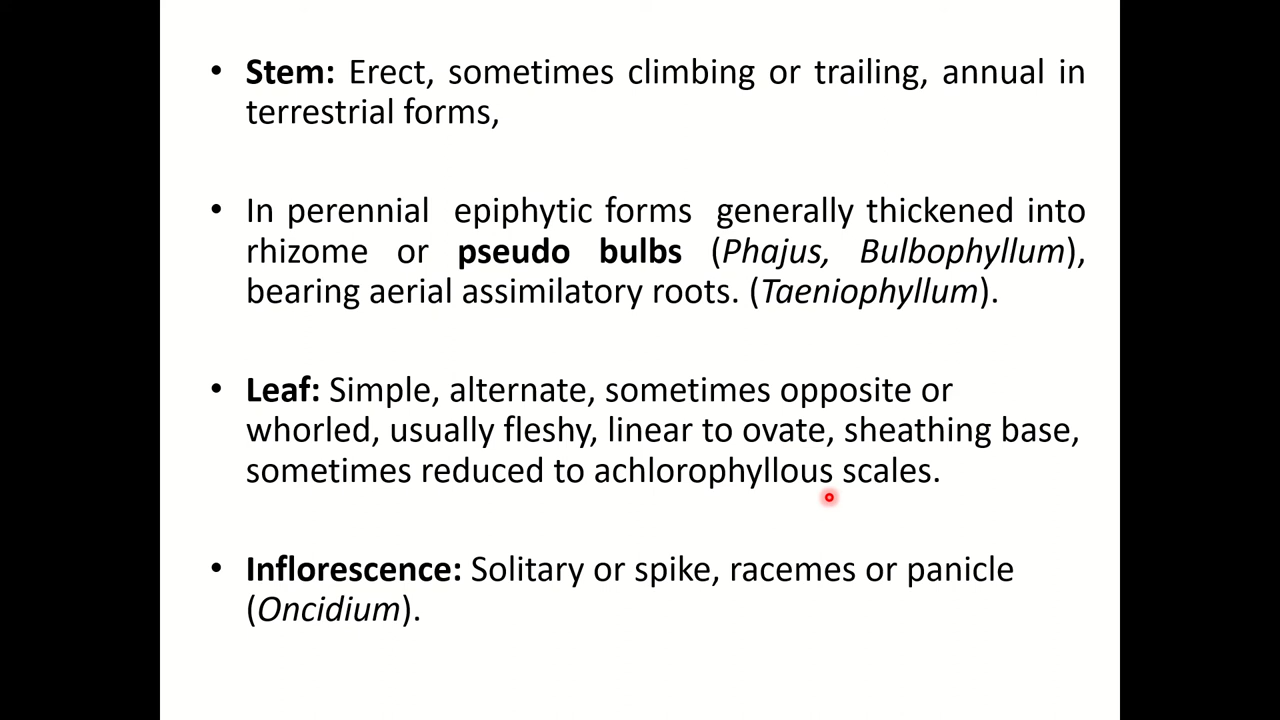 • Stem: Erect, sometimes climbing or trailing, annual in
terrestrial forms,
• In perennial epiphytic forms generally thickened into
rhizome or pseudo bulbs (Phajus, Bulbophyllum),
bearing aerial assimilatory roots. (Taeniophyllum).
• Leaf: Simple, alternate, sometimes opposite or
whorled, usually fleshy, linear to ovate, sheathing base,
sometimes reduced to achlorophyllous scales.
• Inflorescence: Solitary or spike, racemes or panicle
(Oncidium).